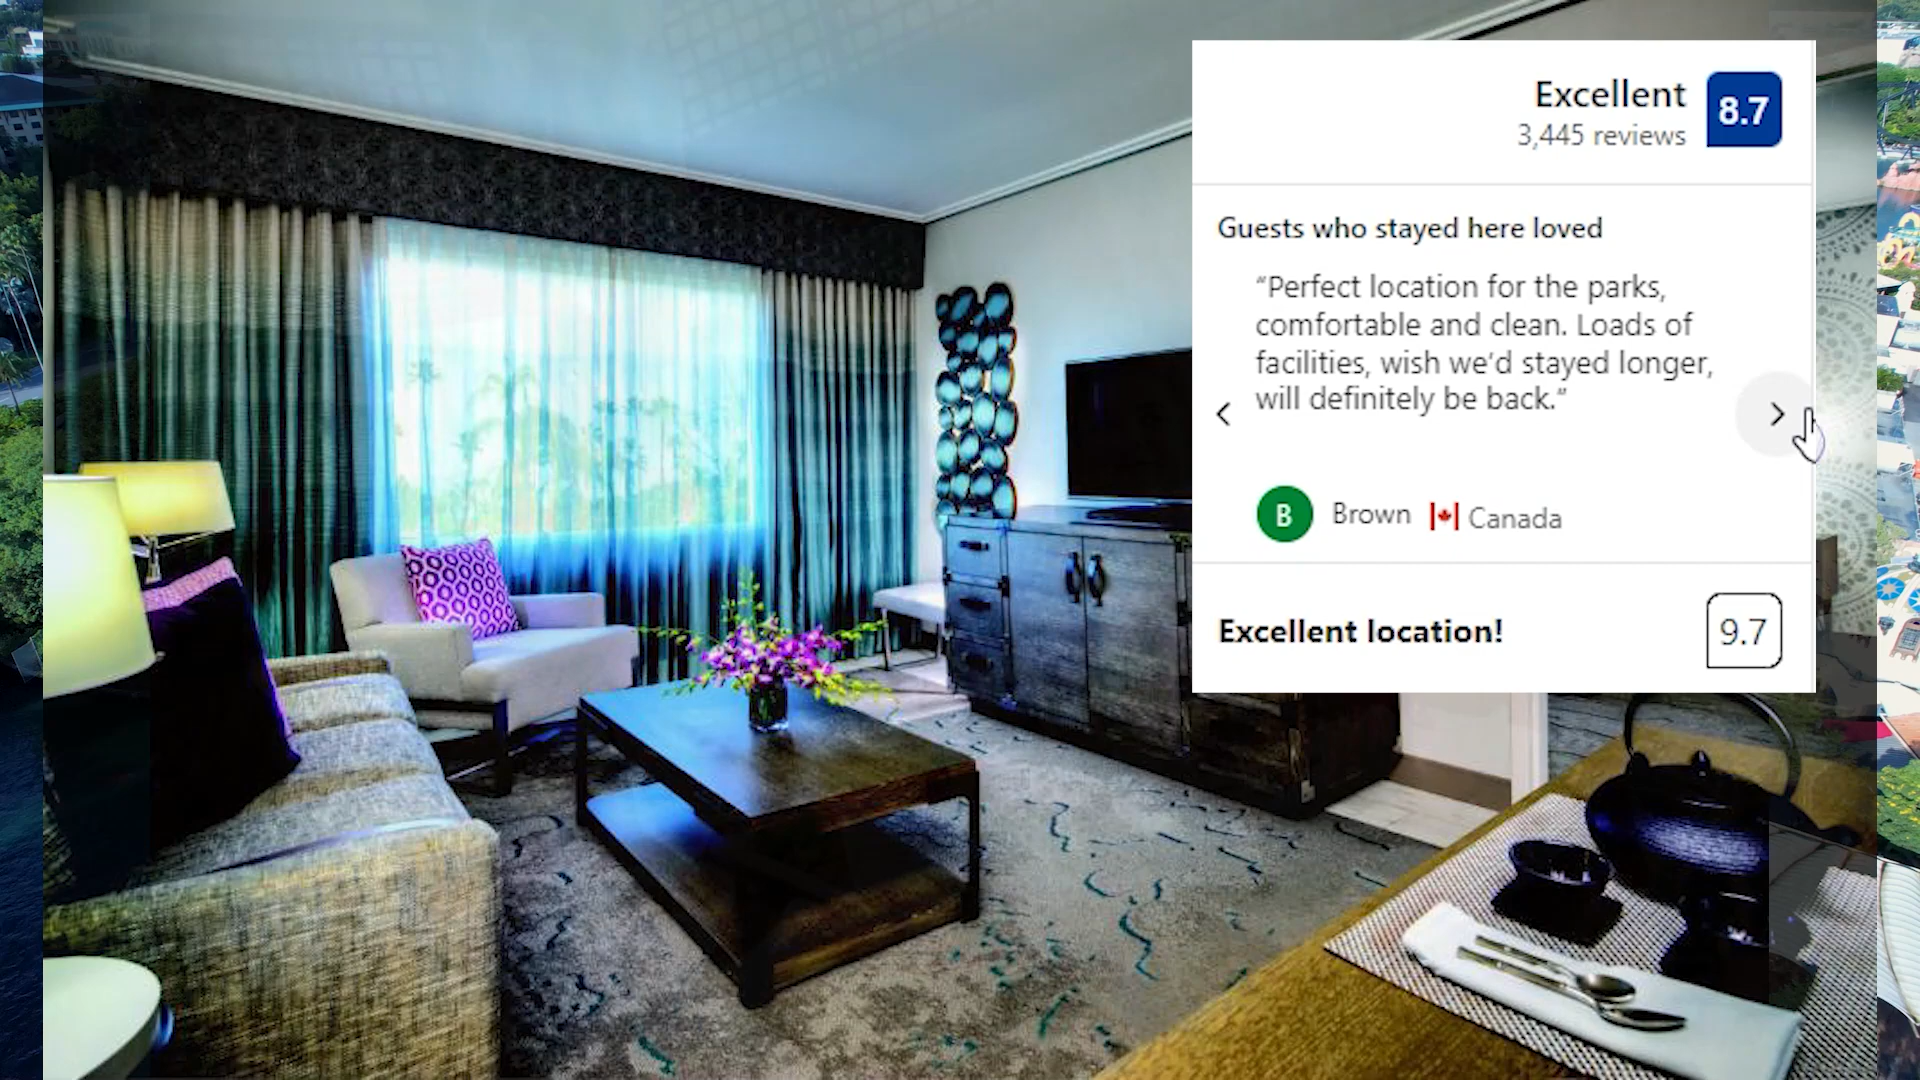 Excellent
8.7
3,445 reviews
Guests who stayed here loved
“Perfect location for the parks,
comfortable and clean. Loads of
facilities, wish we'd stayed longer,
will definitely be back.”
B Brown Canada
Excellent location! 9.7